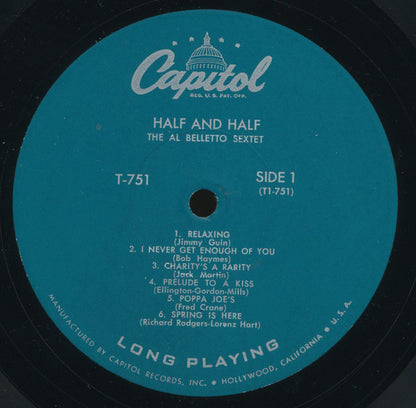 Capitol
REG. U.S. PAT. OFF.
HALF AND HALF
THE AL BELLETTO SEXTET
T-751
SIDE 1
(T1-751)
1. RELAXING
(Jimmy Guin)
2. I NEVER GET ENOUGH OF YOU
(Bob Haymes)
3. CHARITY'S A RARITY
(Jack Martin)
4. PRELUDE TO A KISS
(Ellington-Gordon-Mills)
5. POPPA JOE'S
(Fred Crane)
6. SPRING IS HERE
(Richard Rodgers-Lorenz Hart)
LONG PLAYING
MANUFACTURED BY CAPITOL RECORDS, INC. • HOLLYWOOD, CALIFORNIA • U.S.A.